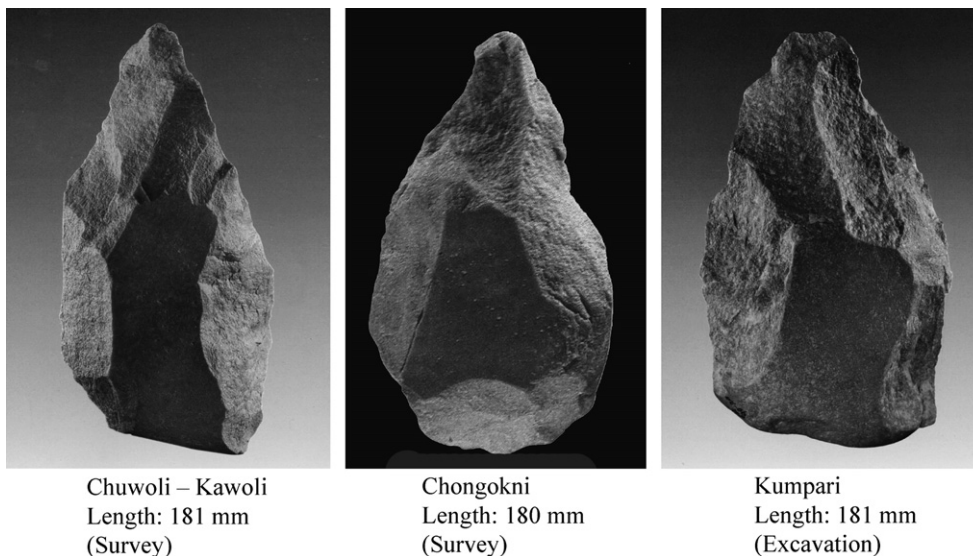 Chuwoli – Kawoli
Length: 181 mm
(Survey)
Chongokni
Length: 180 mm
(Survey)
Kumpari
Length: 181 mm
(Excavation)